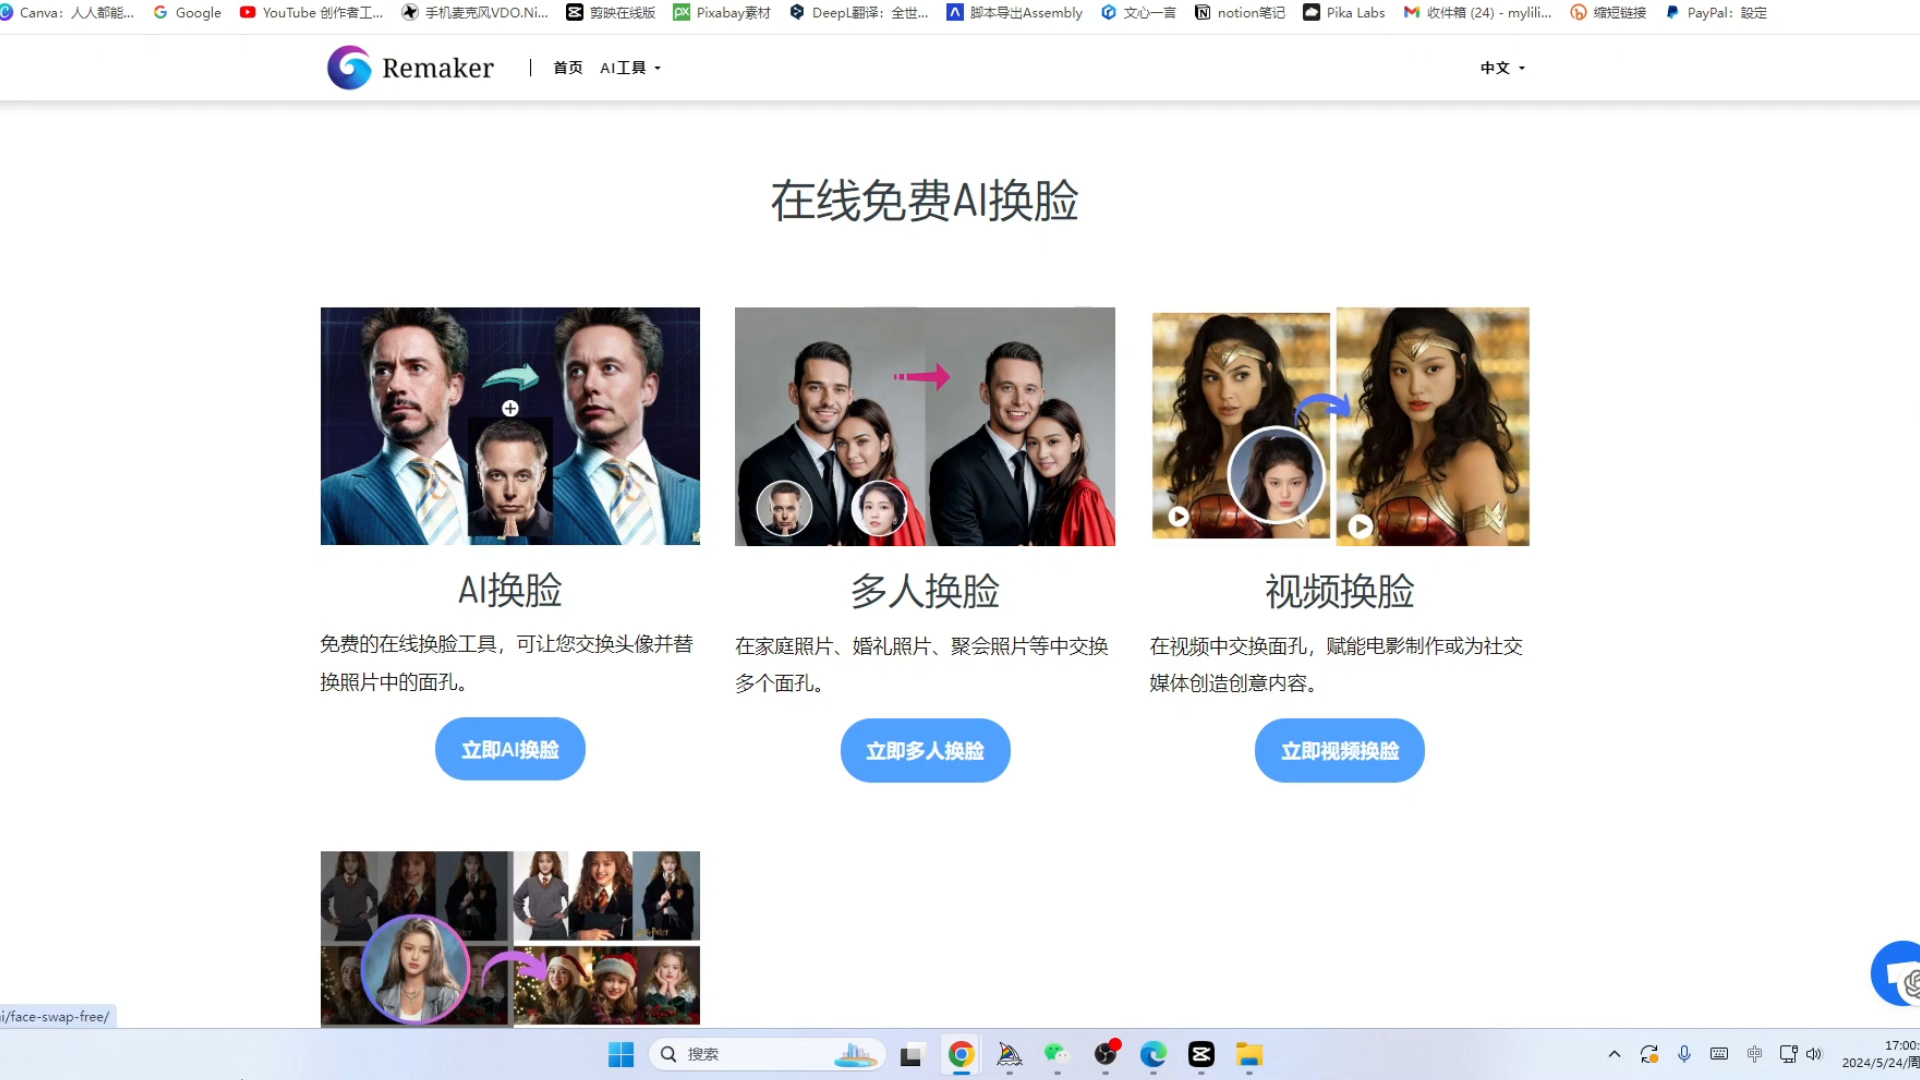 Canva：人人都能...
Google
YouTube 创作者工...
手机麦克风VDO.Ni...
剪映在线版
Pixabay素材
DeepL翻译：全世...
脚本导出Assembly
文心一言
notion笔记
Pika Labs
收件箱 (24) - mylili...
缩短链接
PayPal：設定
Remaker
首页
AI工具
中文
在线免费AI换脸
AI换脸
免费的在线换脸工具，可让您交换头像并替
换照片中的面孔。
立即AI换脸
多人换脸
在家庭照片、婚礼照片、聚会照片等中交换
多个面孔。
立即多人换脸
视频换脸
在视频中交换面孔，赋能电影制作或为社交
媒体创造创意内容。
立即视频换脸
i/face-swap-free/
搜索
中
17:00:
2024/5/24/周